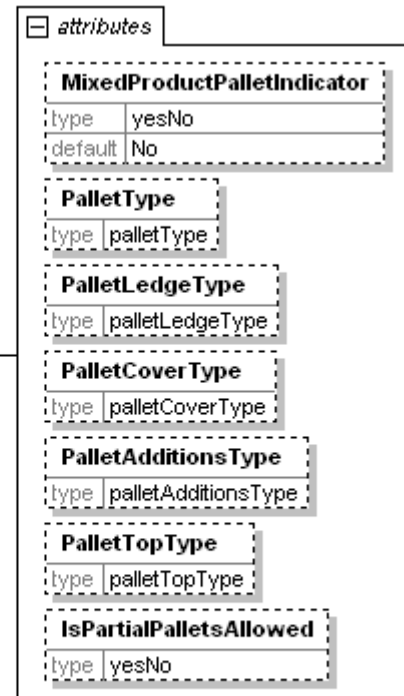 attributes
MixedProductPalletIndicator
type yesNo
default No
PalletType
type palletType
PalletLedgeType
type palletLedgeType
PalletCoverType
type palletCoverType
PalletAdditionsType
type palletAdditionsType
PalletTopType
type palletTopType
IsPartialPalletsAllowed
type yesNo